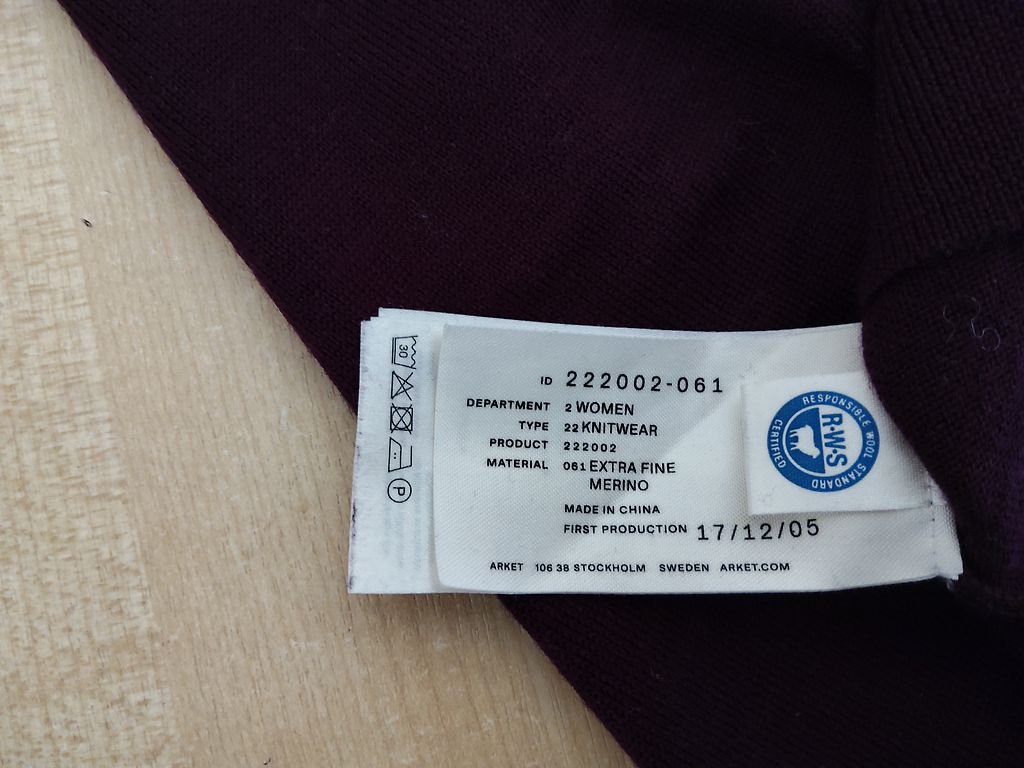 30
P
ID 222002-061
DEPARTMENT 2 WOMEN
TYPE 22 KNITWEAR
PRODUCT 222002
MATERIAL 061 EXTRA FINE
MERINO
MADE IN CHINA
FIRST PRODUCTION 17/12/05
ARKET 106 38 STOCKHOLM SWEDEN ARKET.COM
RESPONSIBLE WOOL STANDARD
R·W·S
CERTIFIED